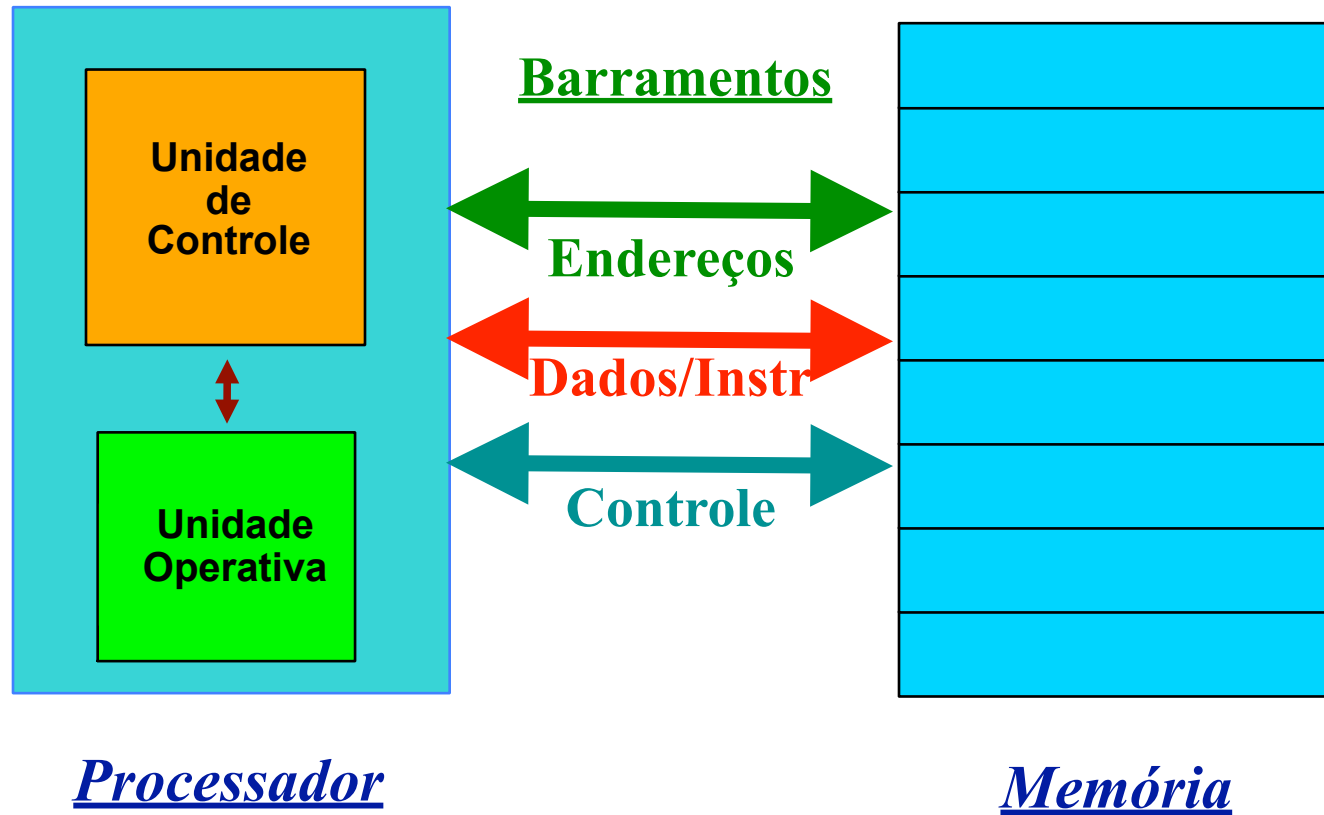 Barramentos
Unidade
de
Controle
Endereços
Dados/Instr
Controle
Unidade
Operativa
Processador
Memória